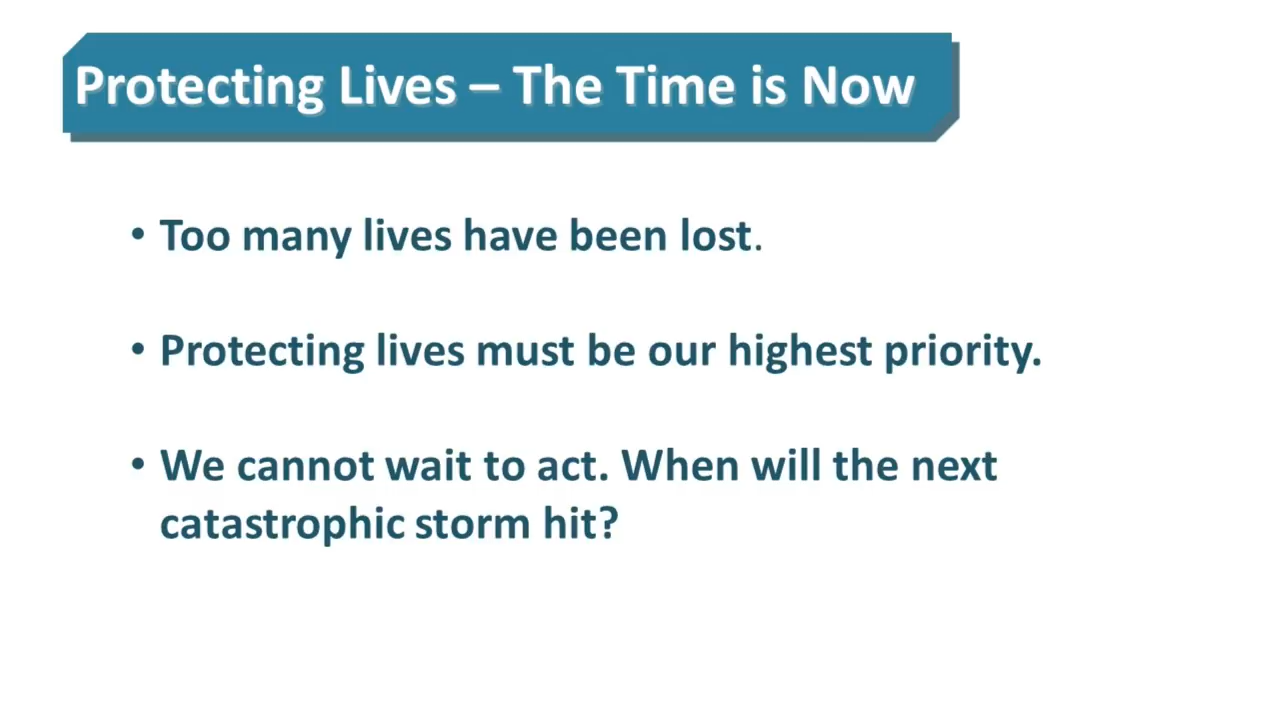 Protecting Lives – The Time is Now
• Too many lives have been lost.
• Protecting lives must be our highest priority.
• We cannot wait to act. When will the next
catastrophic storm hit?